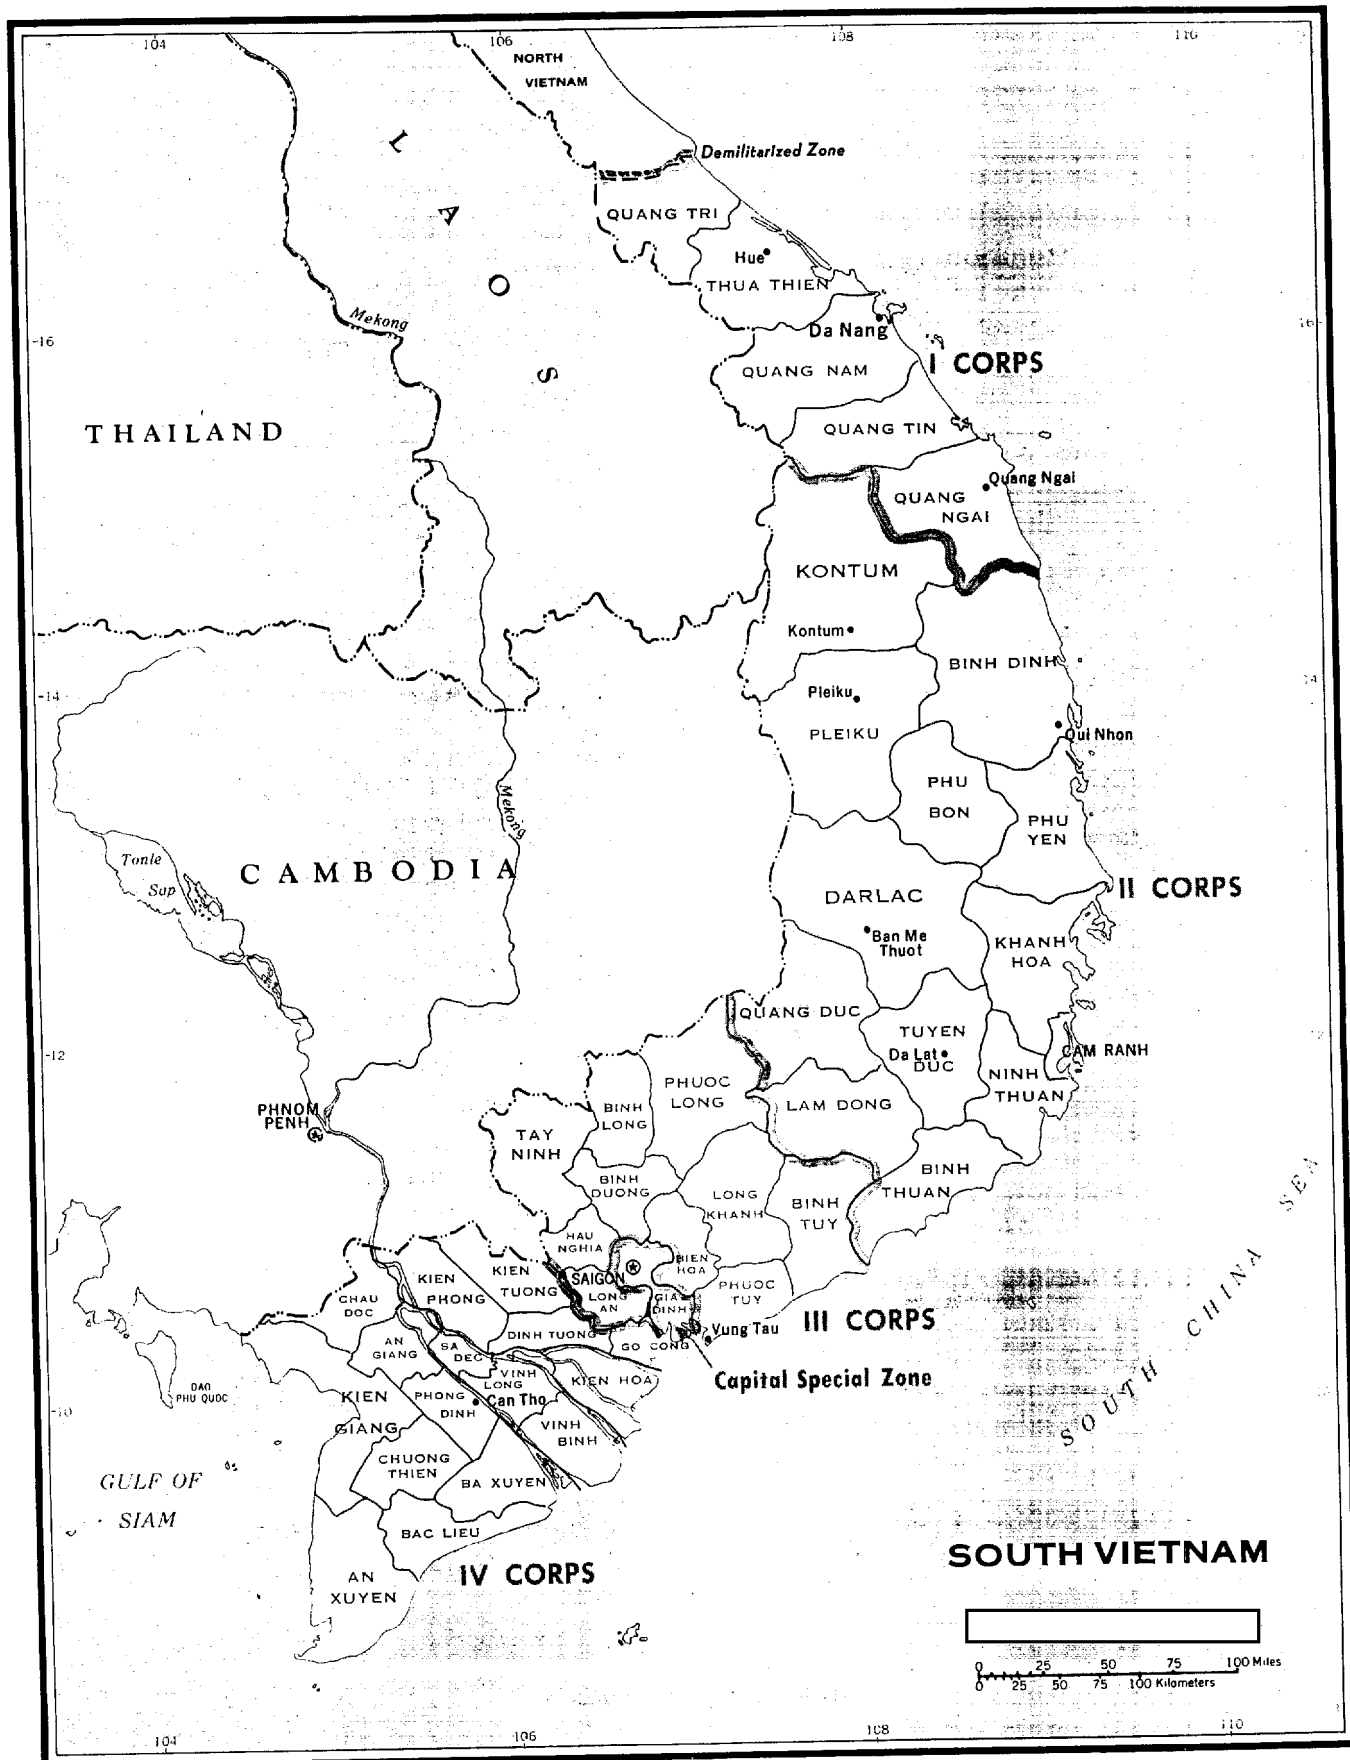 104
106
108
110
NORTH
VIETNAM
LAOS
Demilitarized Zone
QUANG TRI
Hue
THUA THIEN
Mekong
Da Nang
16
16
I CORPS
QUANG NAM
THAILAND
QUANG TIN
Quang Ngai
QUANG
NGAI
KONTUM
Kontum
BINH DINH
14
14
Pleiku
PLEIKU
Qui Nhon
PHU
BON
Mekong
PHU
YEN
Tonle
Sap
CAMBODIA
DARLAC
II CORPS
Ban Me
Thuot
KHANH
HOA
QUANG DUC
TUYEN
DUC
Da Lat
CAM RANH
12
NINH
THUAN
PHUOC
LONG
LAM DONG
BINH
LONG
PHNOM
PENH
TAY
NINH
BINH
DUONG
BINH
THUAN
LONG
KHANH
BINH
TUY
HAU
NGHIA
BIEN
HOA
SAIGON
KIEN
TUONG
KIEN
PHONG
CHAU
DOC
LONG
AN
GIA
DINH
PHUOC
TUY
III CORPS
Vung Tau
DINH TUONG
GO CONG
AN
GIANG
SA
DEC
Capital Special Zone
VINH
LONG
KIEN HOA
DAO
PHU QUOC
KIEN
GIANG
PHONG
DINH
Can Tho
10
VINH
BINH
CHUONG
THIEN
BA XUYEN
GULF OF
SIAM
SOUTH CHINA SEA
BAC LIEU
IV CORPS
AN
XUYEN
SOUTH VIETNAM
0 25 50 75 100 Miles
0 25 50 75 100 Kilometers
104
106
108
110